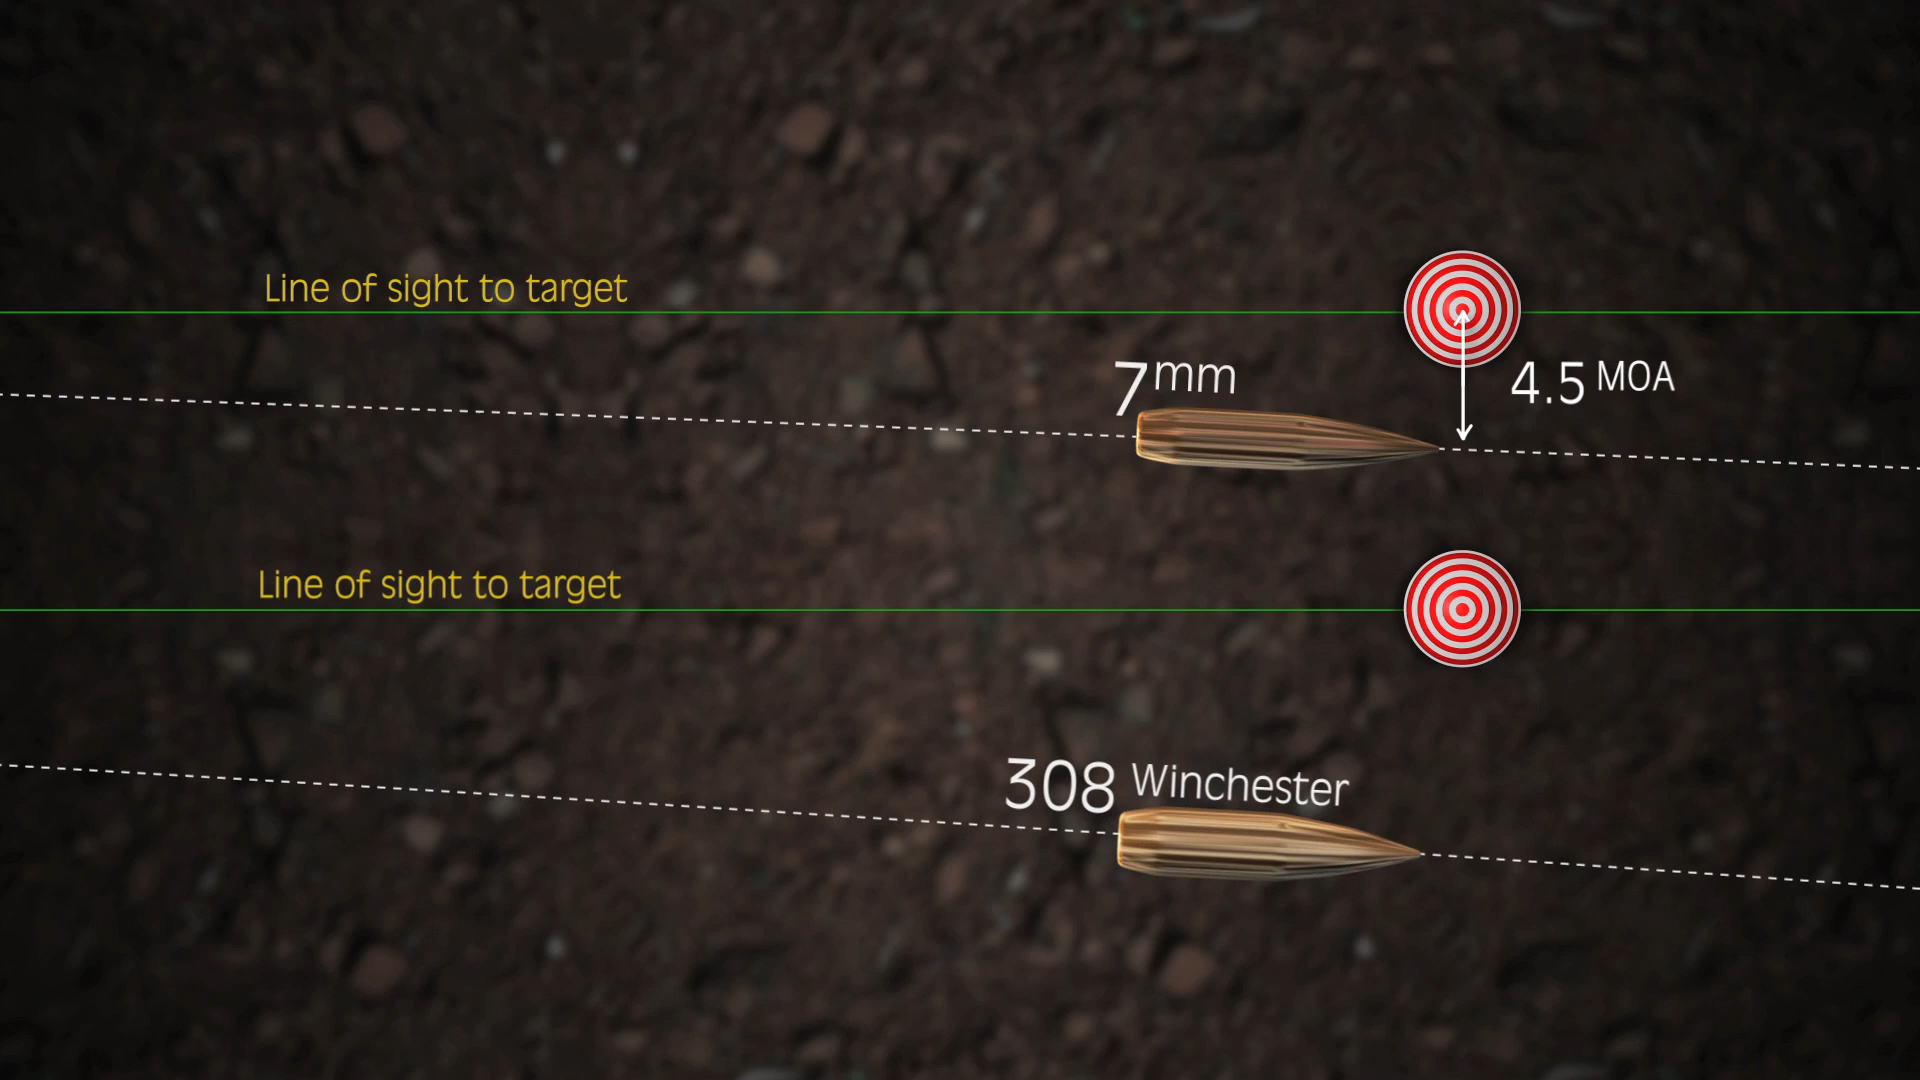 Line of sight to target
7mm
4.5 MOA
Line of sight to target
308 Winchester